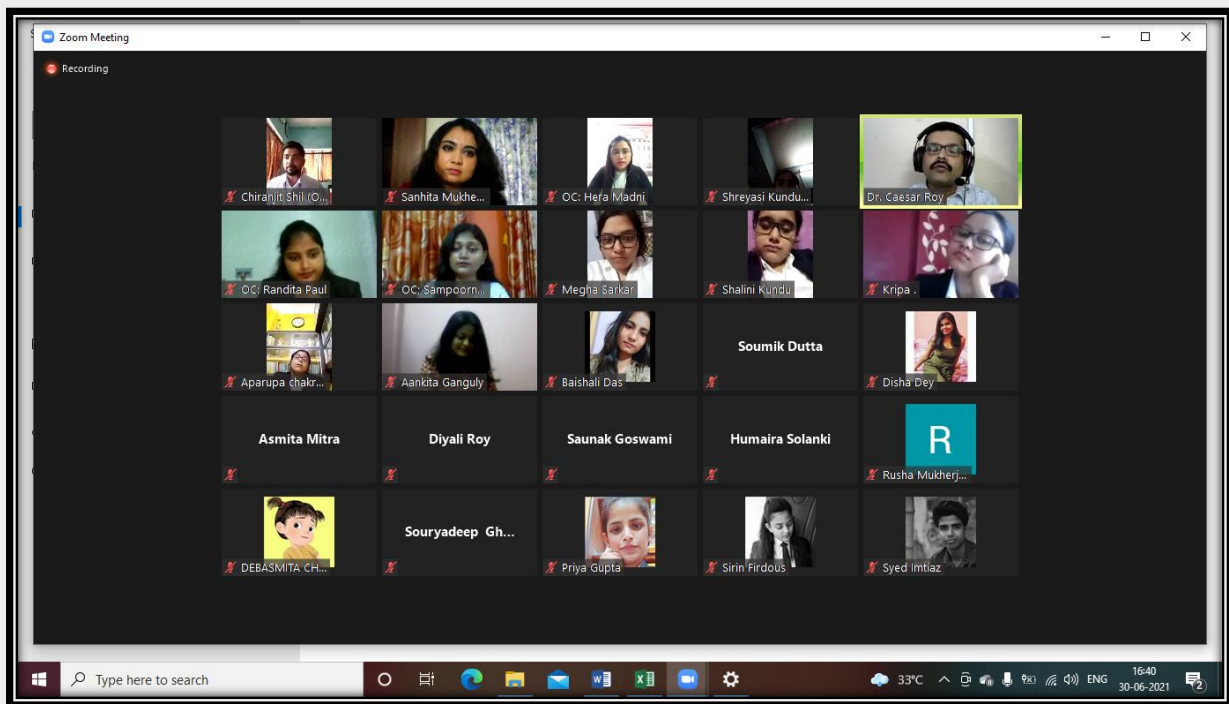 Zoom Meeting
Recording
Chiranjit Shil (O...
Sanhita Mukhe...
OC: Hera Madni
Shreyasi Kundu...
Dr. Caesar Roy
OC: Randita Paul
OC: Sampoorn...
Megha Sarkar
Shalini Kundu
Kripa .
Aparupa chakr...
Aankita Ganguly
Baishali Das
Soumik Dutta
Disha Dey
Asmita Mitra
Diyali Roy
Saunak Goswami
Humaira Solanki
R
Rusha Mukherj...
DEBASMITA CH...
Souryadeep Gh...
Priya Gupta
Sirin Firdous
Syed Imtiaz
Type here to search
33°C
ENG
16:40
30-06-2021
2